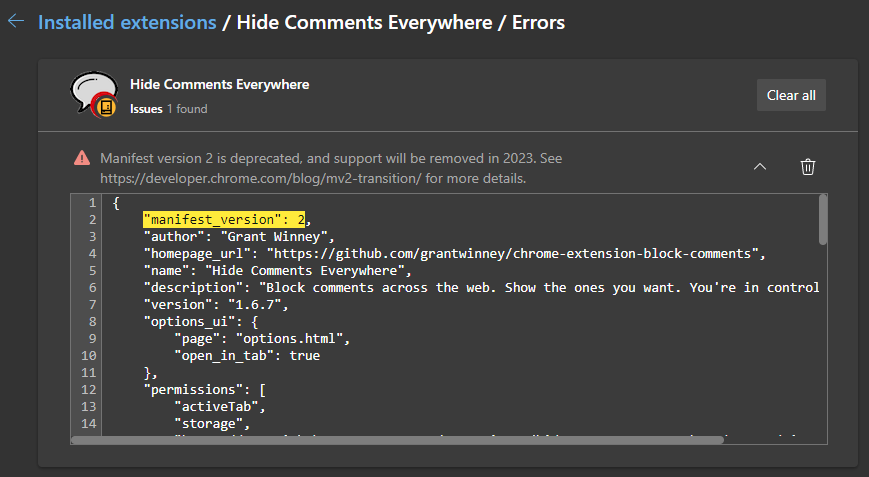 Installed extensions / Hide Comments Everywhere / Errors
Hide Comments Everywhere
Issues 1 found
Clear all
Manifest version 2 is deprecated, and support will be removed in 2023. See
https://developer.chrome.com/blog/mv2-transition/ for more details.
1 {
2 "manifest_version": 2,
3 "author": "Grant Winney",
4 "homepage_url": "https://github.com/grantwinney/chrome-extension-block-comments",
5 "name": "Hide Comments Everywhere",
6 "description": "Block comments across the web. Show the ones you want. You're in control
7 "version": "1.6.7",
8 "options_ui": {
9 "page": "options.html",
10 "open_in_tab": true
11 },
12 "permissions": [
13 "activeTab",
14 "storage",